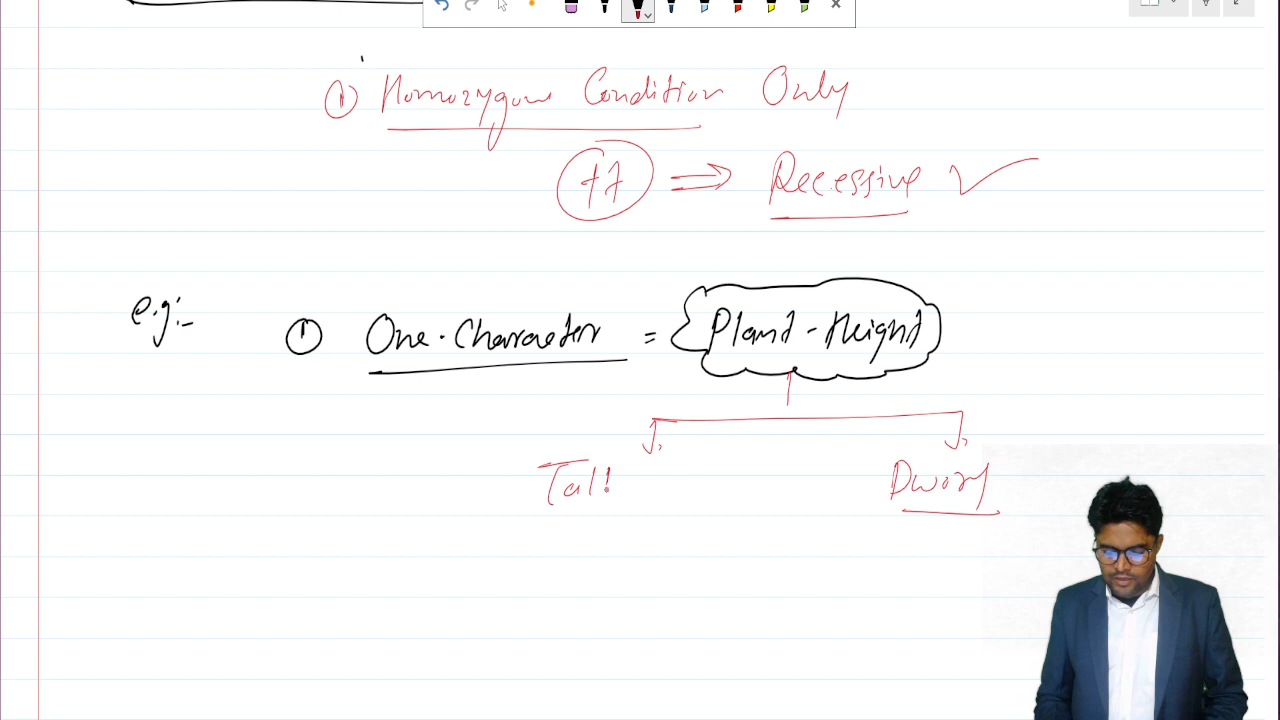 ① Homozygous Condition Only
tt ⇒ Recessive ✓
e.g:-
① One-Character = Plant-Height
Tall
Dwarf